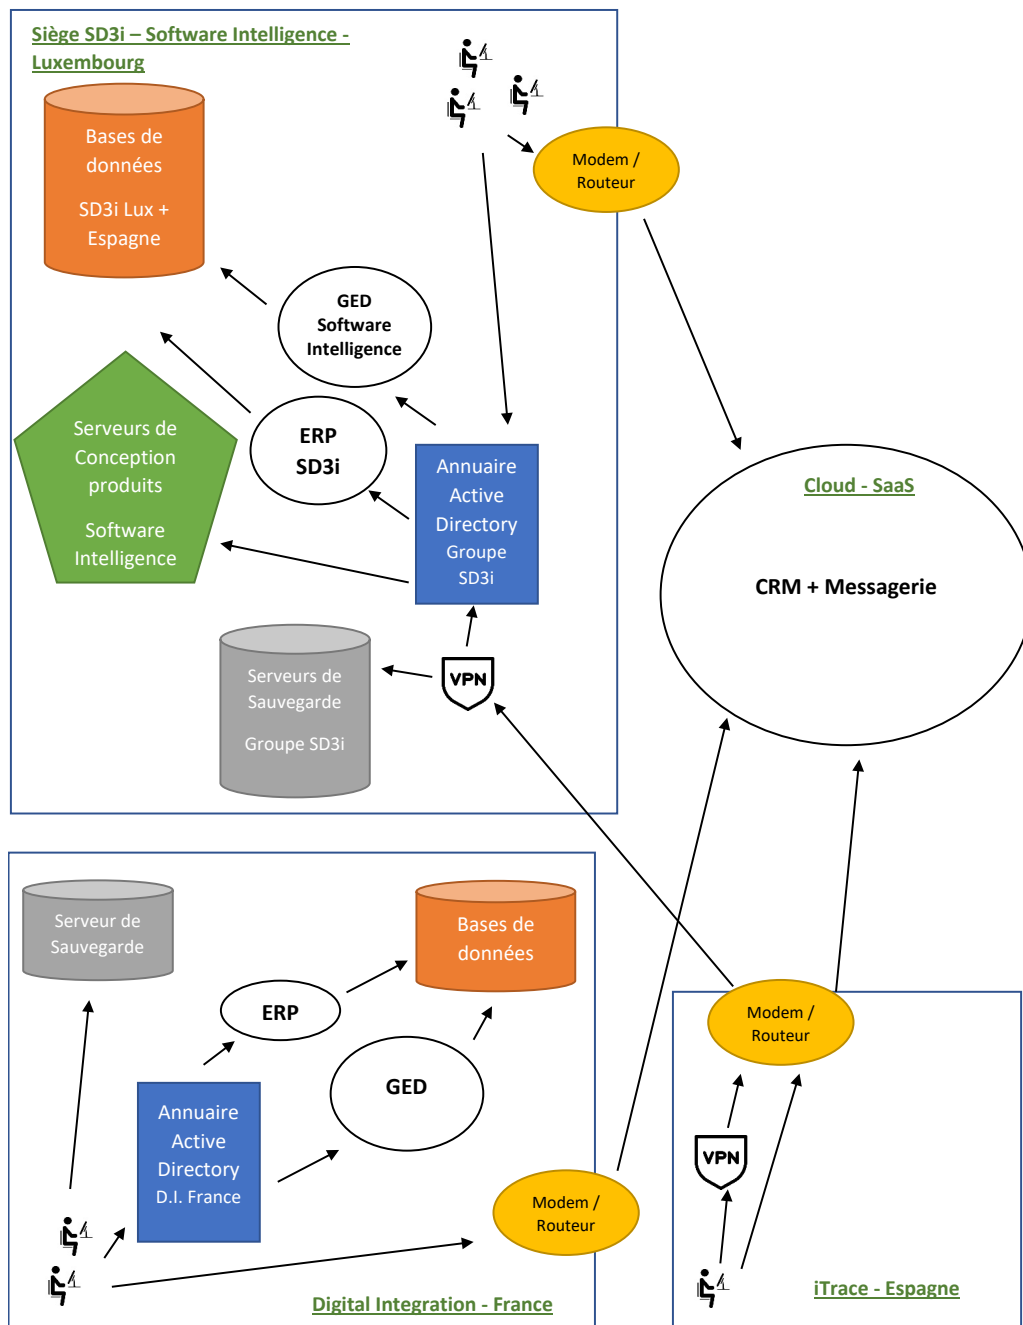 Siège SD3i – Software Intelligence -
Luxembourg
Bases de
données
SD3i Lux +
Espagne
Modem /
Routeur
GED
Software
Intelligence
ERP
SD3i
Serveurs de
Conception
produits
Software
Intelligence
Annuaire
Active
Directory
Groupe
SD3i
Cloud - SaaS
CRM + Messagerie
Serveurs de
Sauvegarde
Groupe SD3i
VPN
Serveur de
Sauvegarde
Bases de
données
ERP
GED
Annuaire
Active
Directory
D.I. France
Modem /
Routeur
Digital Integration - France
Modem /
Routeur
VPN
iTrace - Espagne